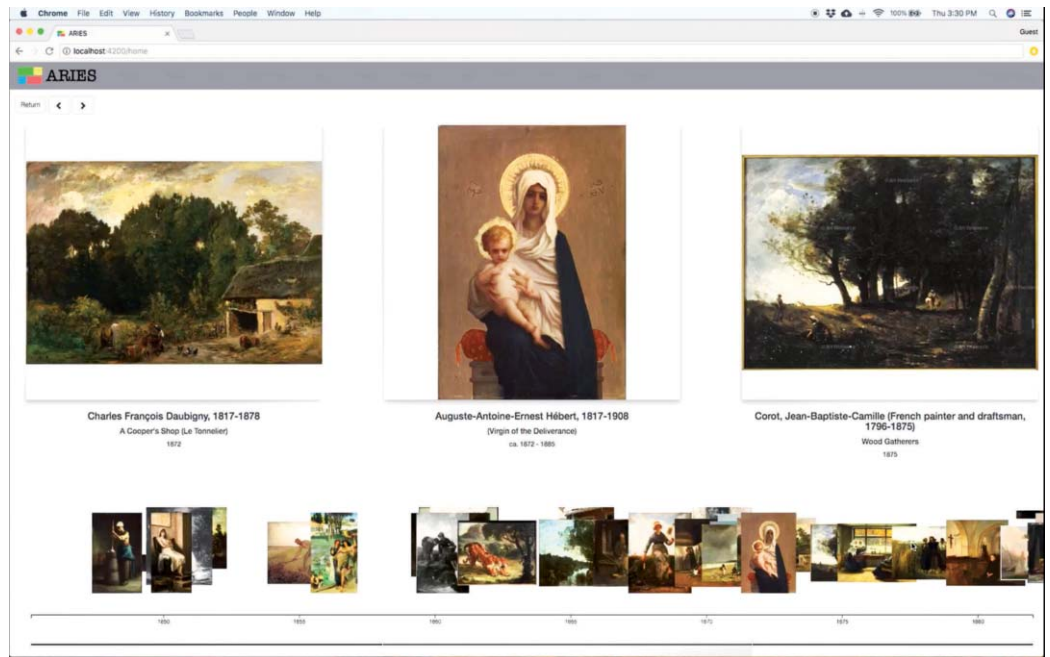 Chrome File Edit View History Bookmarks People Window Help 100% Thu 3:30 PM
ARIES Guest
localhost:4200/home
ARIES
Return
Charles François Daubigny, 1817-1878
A Cooper's Shop (Le Tonnelier)
1872
Auguste-Antoine-Ernest Hébert, 1817-1908
(Virgin of the Deliverance)
ca. 1872 - 1885
Corot, Jean-Baptiste-Camille (French painter and draftsman,
1796-1875)
Wood Gatherers
1875
1850 1855 1860 1865 1870 1875 1880